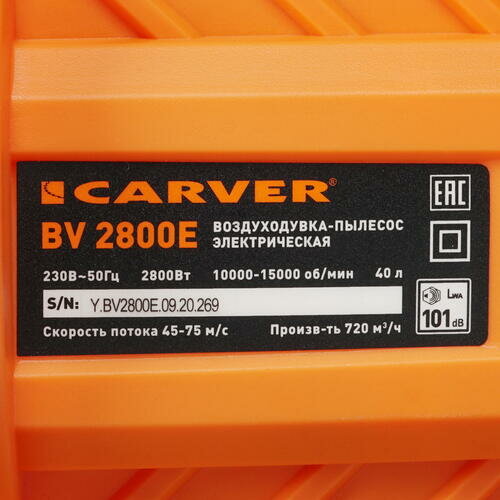 CARVER®
EAC
BV 2800E ВОЗДУХОДУВКА-ПЫЛЕСОС
ЭЛЕКТРИЧЕСКАЯ
230В~50Гц 2800Вт 10000-15000 об/мин 40 л
S/N: Y.BV2800E.09.20.269
LWA
101dB
Скорость потока 45-75 м/с Произв-ть 720 м³/ч